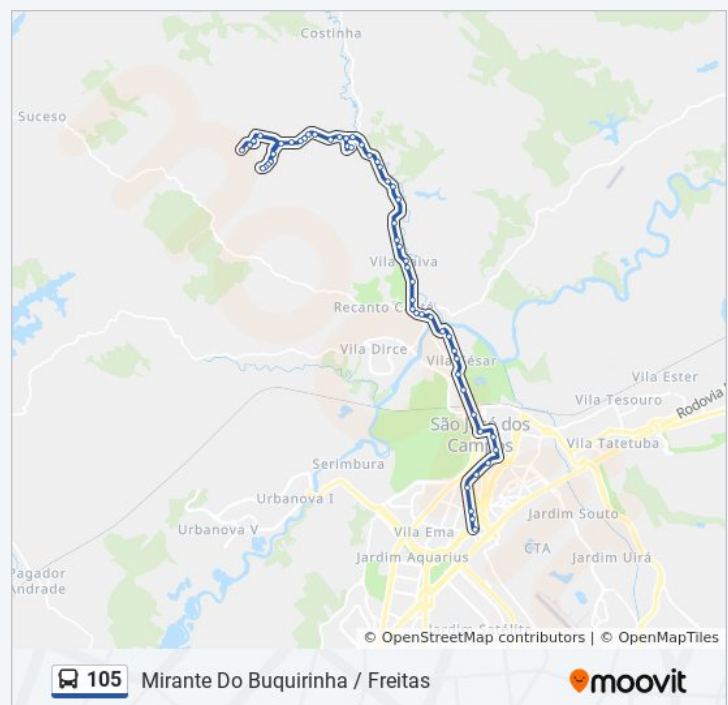 Costinha
Suceso
Vila Paiva
Recanto Caetê
Vila Dirce
Vila César
Vila Ester
Vila Tesouro
Rodovia
São José dos
Campos
Vila Tatetuba
Serimbura
Urbanova I
Jardim Souto
Urbanova V
Vila Ema
CTA
Jardim Aquarius
Jardim Uirá
Pagador
Andrade
© OpenStreetMap contributors | © OpenMapTiles
105 Mirante Do Buquirinha / Freitas
moovit